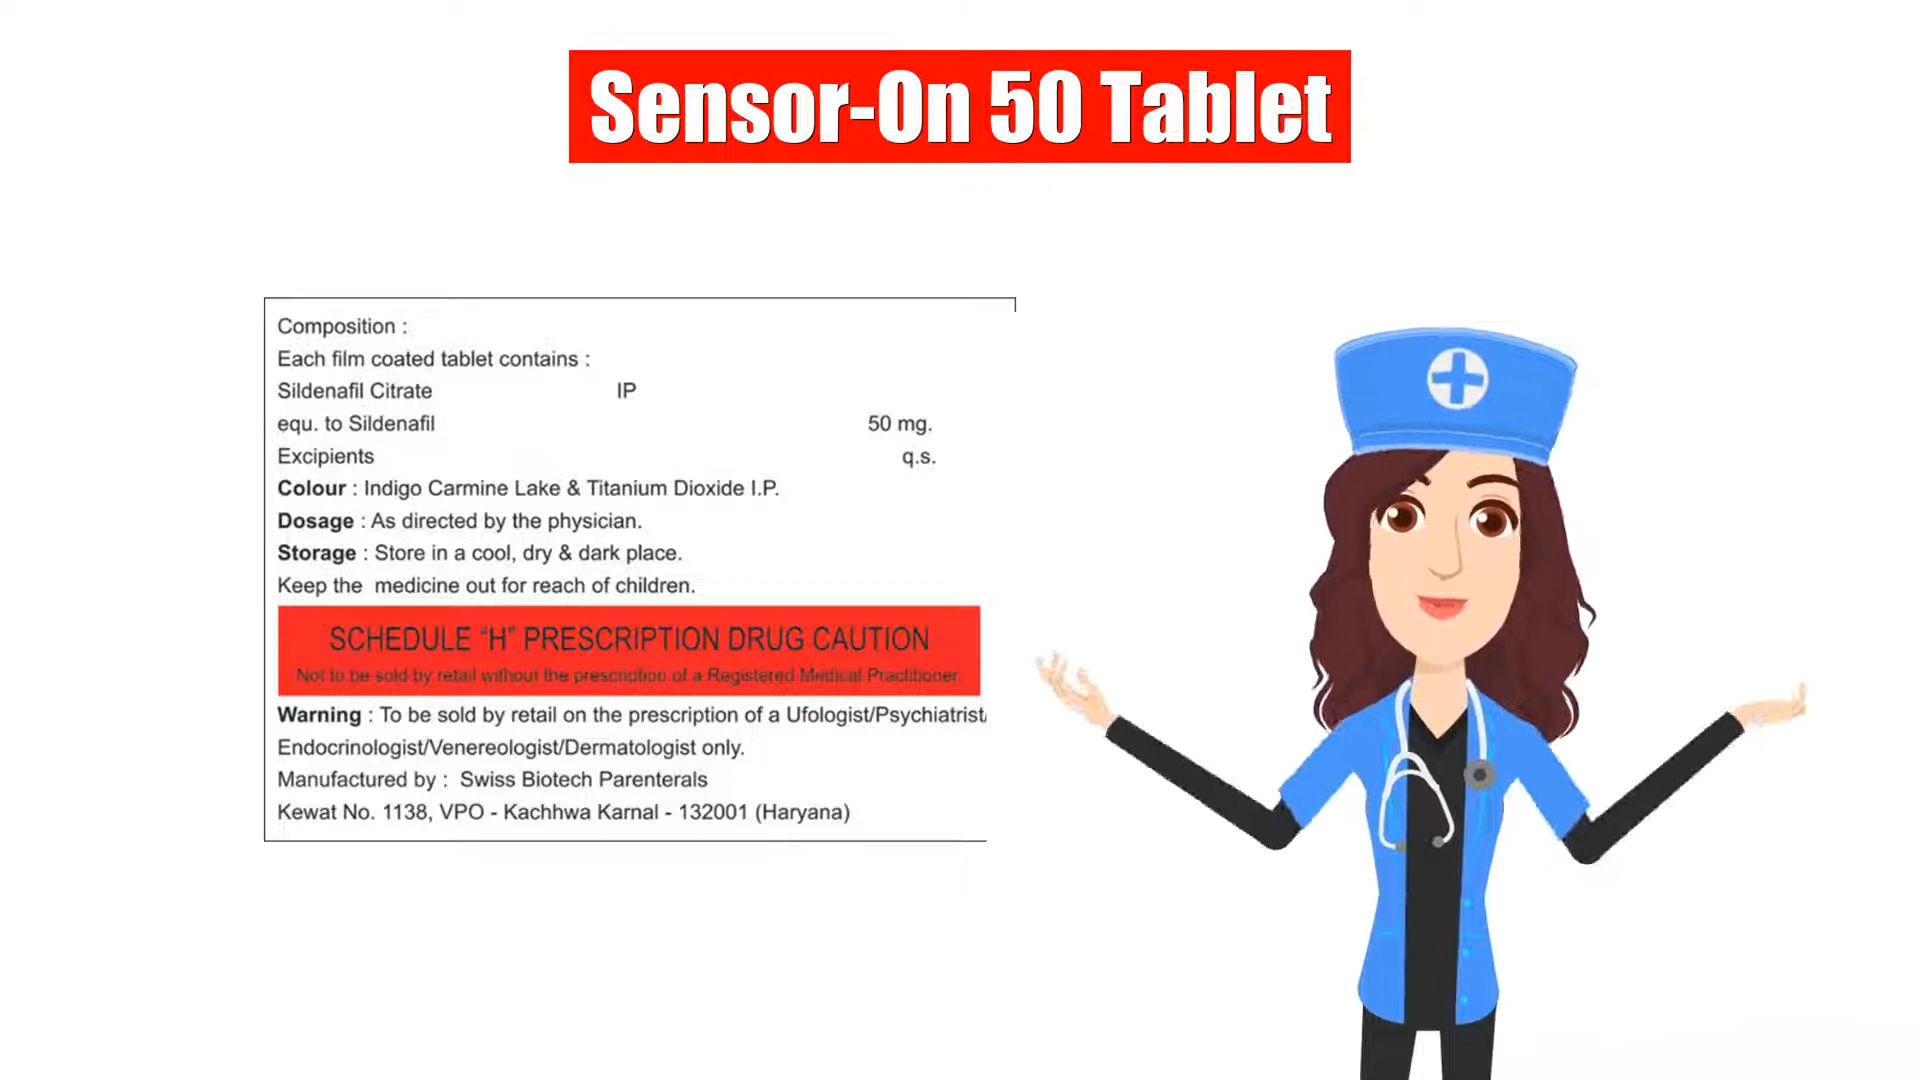 Sensor-On 50 Tablet
Composition :
Each film coated tablet contains :
Sildenafil Citrate IP
equ. to Sildenafil 50 mg.
Excipients q.s.
Colour : Indigo Carmine Lake & Titanium Dioxide I.P.
Dosage : As directed by the physician.
Storage : Store in a cool, dry & dark place.
Keep the medicine out for reach of children.
SCHEDULE “H” PRESCRIPTION DRUG CAUTION
Not to be sold by retail without the prescription of a Registered Medical Practitioner
Warning : To be sold by retail on the prescription of a Ufologist/Psychiatrist/
Endocrinologist/Venereologist/Dermatologist only.
Manufactured by : Swiss Biotech Parenterals
Kewat No. 1138, VPO - Kachhwa Karnal - 132001 (Haryana)